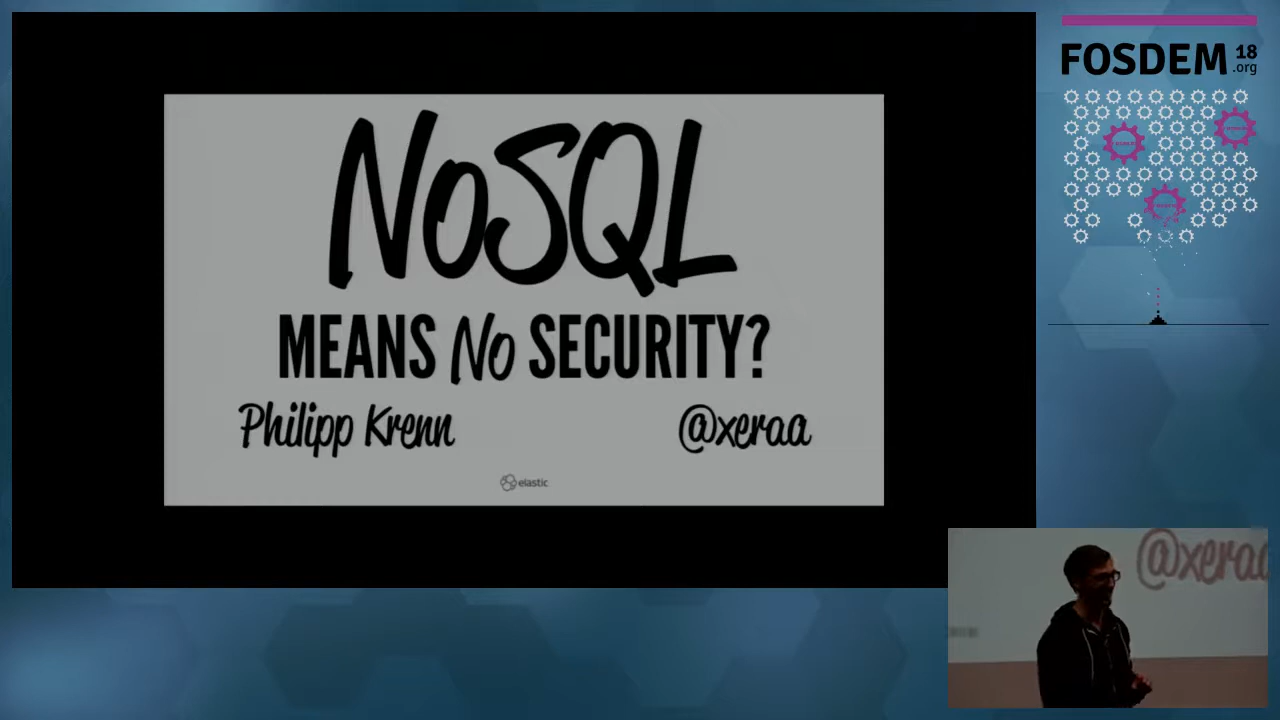 NoSQL
MEANS No SECURITY?
Philipp Krenn
@xeraa
elastic
FOSDEM 18
.org
@xeraa